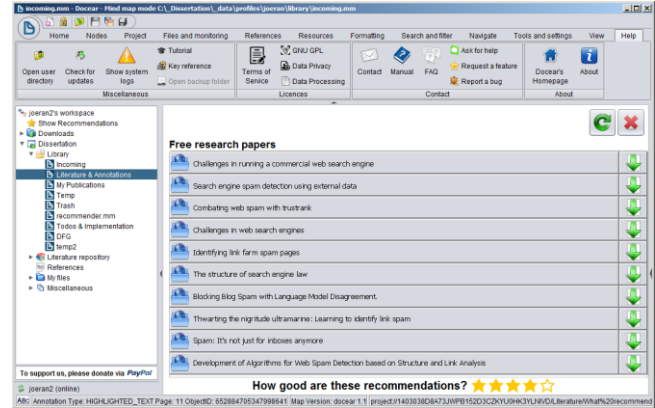 incoming.mm - Docear - Mind map mode C:\_Dissertation\_data\profiles\joeran\library\incoming.mm
Home Nodes Project Files and monitoring References Resources Formatting Search and filter Navigate Tools and settings View Help
Open user directory
Check for updates
Show system logs
Tutorial
Key reference
Open backup folder
Miscellaneous
Terms of Service
GNU GPL
Data Privacy
Data Processing
Licences
Contact
Manual
FAQ
Ask for help
Request a feature
Report a bug
Contact
Docear's Homepage
About
About
joeran2's workspace
Show Recommendations
Downloads
Dissertation
Library
Incoming
Literature & Annotations
My Publications
Temp
Trash
recommender.mm
Todos & Implementation
DFG
temp2
Literature repository
References
My files
Miscellaneous
To support us, please donate via PayPal
joeran2 (online)
Free research papers
Challenges in running a commercial web search engine
Search engine spam detection using external data
Combating web spam with trustrank
Challenges in web search engines
Identifying link farm spam pages
The structure of search engine law
Blocking Blog Spam with Language Model Disagreement.
Thwarting the nigritude ultramarine: Learning to identify link spam
Spam: It's not just for inboxes anymore
Development of Algorithms for Web Spam Detection based on Structure and Link Analysis
How good are these recommendations?
Annotation Type: HIGHLIGHTED_TEXT Page: 11 ObjectID: 652884705347998641 Map Version: docear 1.1